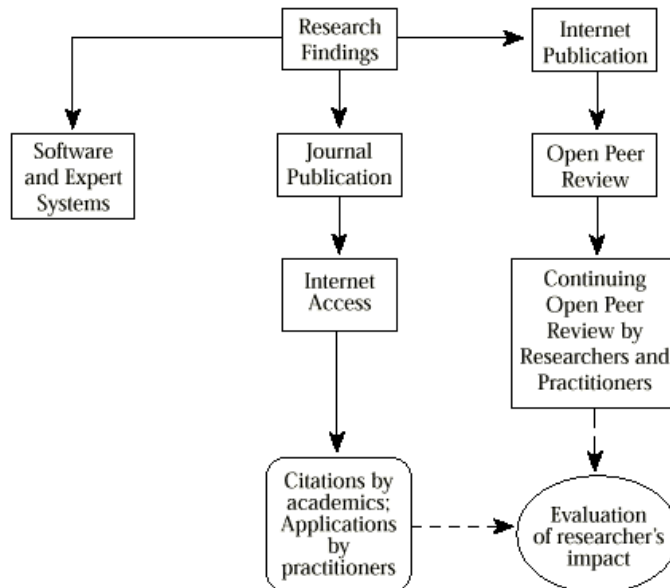 Research
Findings
Internet
Publication
Software
and Expert
Systems
Journal
Publication
Open Peer
Review
Internet
Access
Continuing
Open Peer
Review by
Researchers and
Practitioners
Citations by
academics;
Applications
by
practitioners
Evaluation
of researcher's
impact